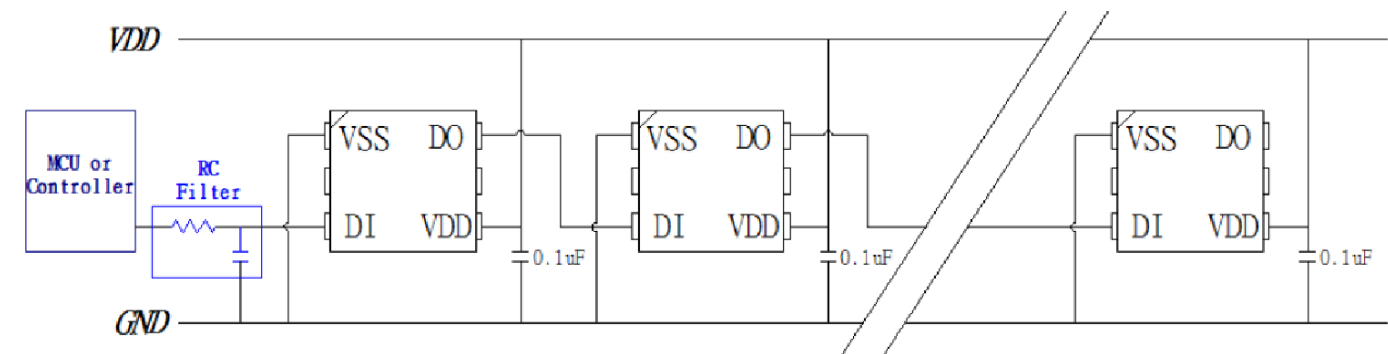 VDD
MCU or
Controller
RC
Filter
VSS DO
DI VDD
0.1uF
VSS DO
DI VDD
0.1uF
VSS DO
DI VDD
0.1uF
GND